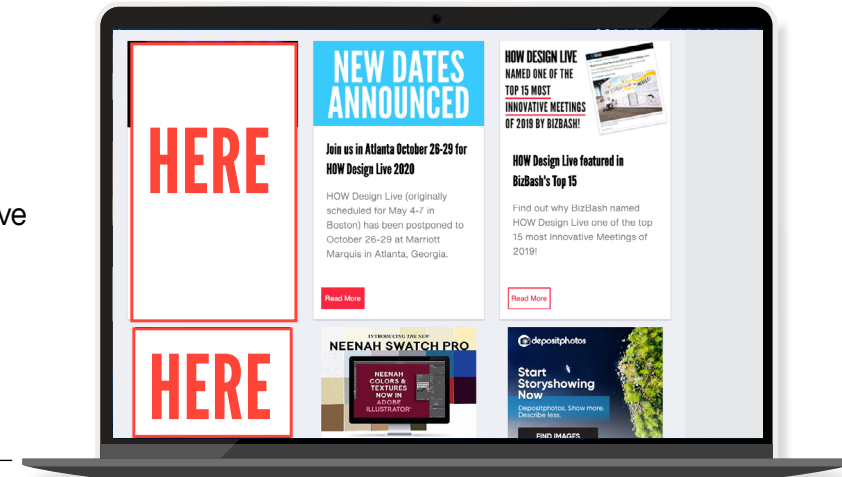 ve
HERE
NEW DATES
ANNOUNCED
Join us in Atlanta October 26-29 for
HOW Design Live 2020
HOW Design Live (originally
scheduled for May 4-7 in
Boston) has been postponed to
October 26-29 at Marriott
Marquis in Atlanta, Georgia.
Read More
HOW DESIGN LIVE
NAMED ONE OF THE
TOP 15 MOST
INNOVATIVE MEETINGS
OF 2019 BY BIZBASH!
HOW Design Live featured in
BizBash's Top 15
Find out why BizBash named
HOW Design Live one of the top
15 most Innovative Meetings of
2019!
Read More
HERE
INTRODUCING THE NEW
NEENAH SWATCH PRO
NEENAH
COLORS &
TEXTURES
NOW IN
ADOBE
ILLUSTRATOR
depositphotos
Start
Storyshowing
Now
Depositphotos. Show more.
Describe less.
FIND IMAGES